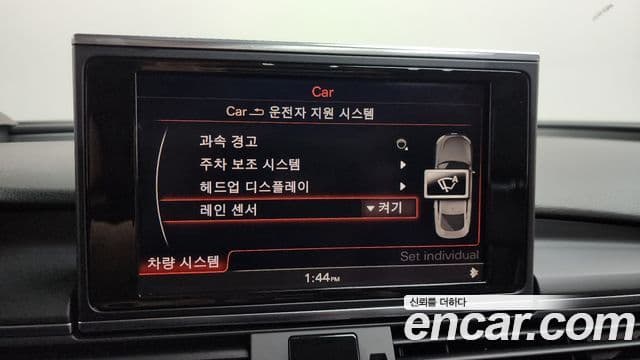 Car
Car 운전자 지원 시스템
과속 경고
주차 보조 시스템
헤드업 디스플레이
레인 센서 켜기
A
차량 시스템
Set individual
1:44PM
신뢰를 더하다
encar.com